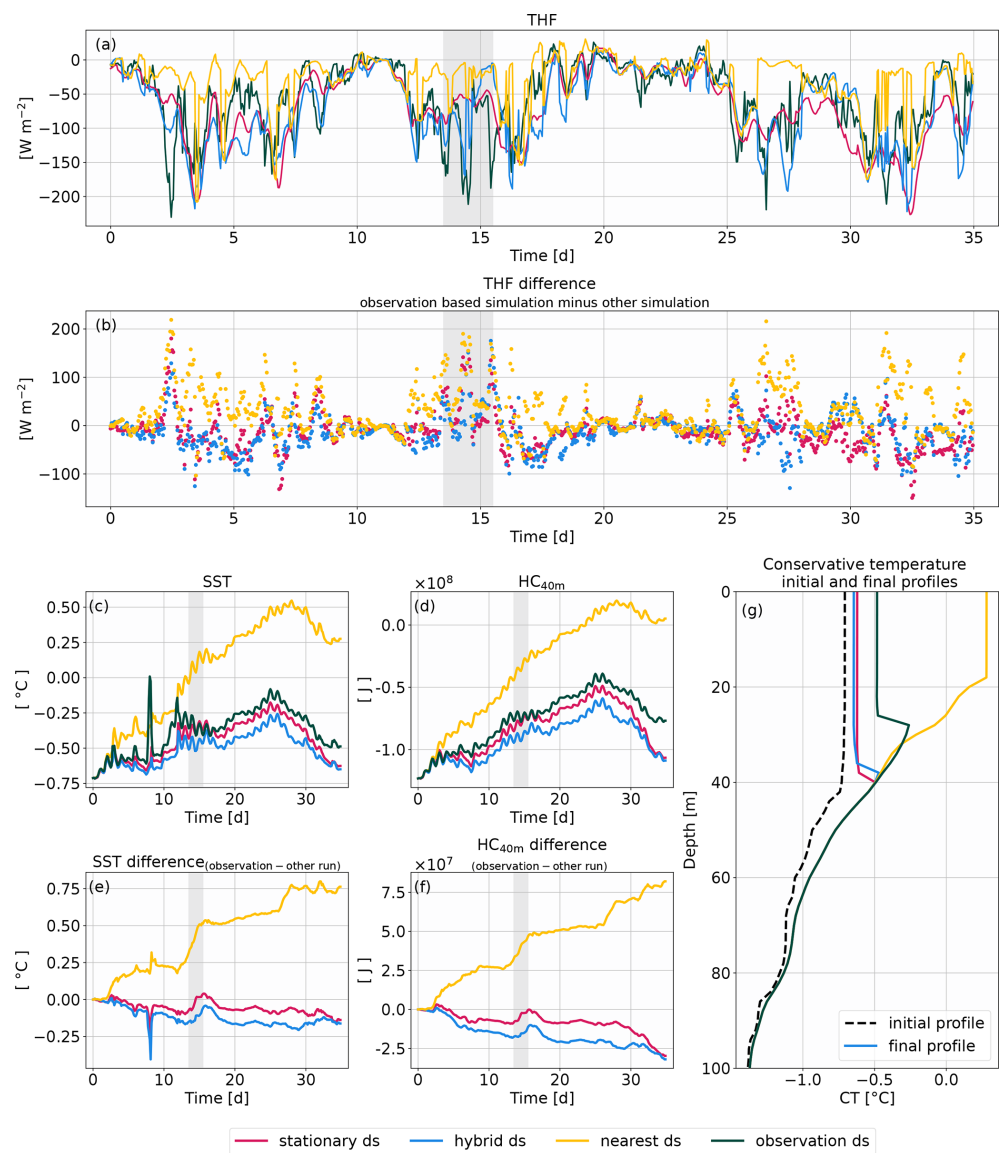 THF
(a)
[W m⁻²]
0
−50
−100
−150
−200
0 5 10 15 20 25 30 35
Time [d]
THF difference
observation based simulation minus other simulation
(b)
[W m⁻²]
200
100
0
−100
0 5 10 15 20 25 30 35
Time [d]
SST
(c)
[ °C]
0.50
0.25
0.00
−0.25
−0.50
−0.75
0 10 20 30
Time [d]
×10⁸ HC₄₀ₘ
(d)
[ J ]
0.0
−0.5
−1.0
0 10 20 30
Time [d]
SST difference (observation − other run)
(e)
[ °C]
0.75
0.50
0.25
0.00
−0.25
0 10 20 30
Time [d]
HC₄₀ₘ difference
×10⁷ (observation − other run)
(f)
[ J ]
7.5
5.0
2.5
0.0
−2.5
0 10 20 30
Time [d]
Conservative temperature
initial and final profiles
(g)
Depth [m]
0
20
40
60
80
100
initial profile
final profile
−1.0 −0.5 0.0
CT [°C]
stationary ds hybrid ds nearest ds observation ds